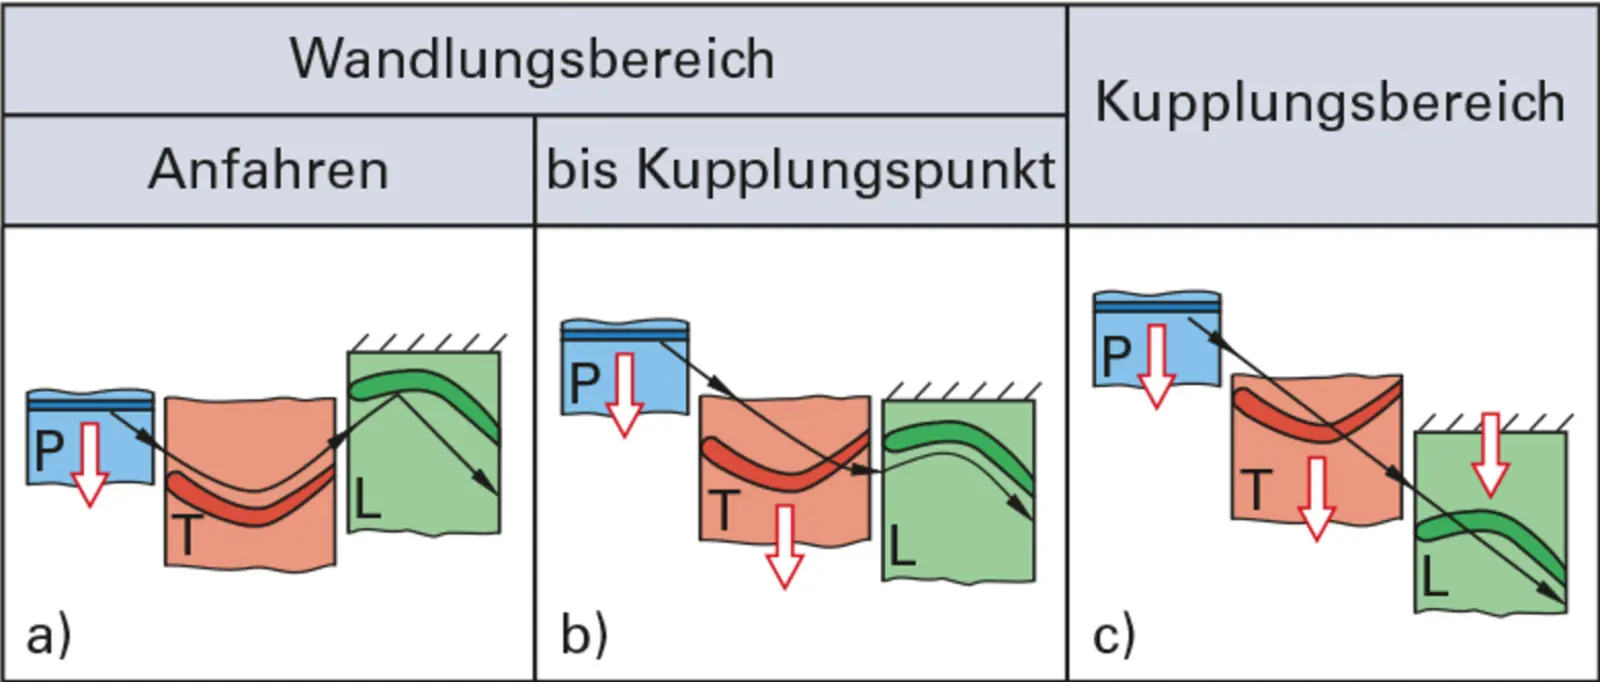 Wandlungsbereich
Kupplungsbereich
Anfahren
bis Kupplungspunkt
P
T
L
a)
P
T
L
b)
P
T
L
c)